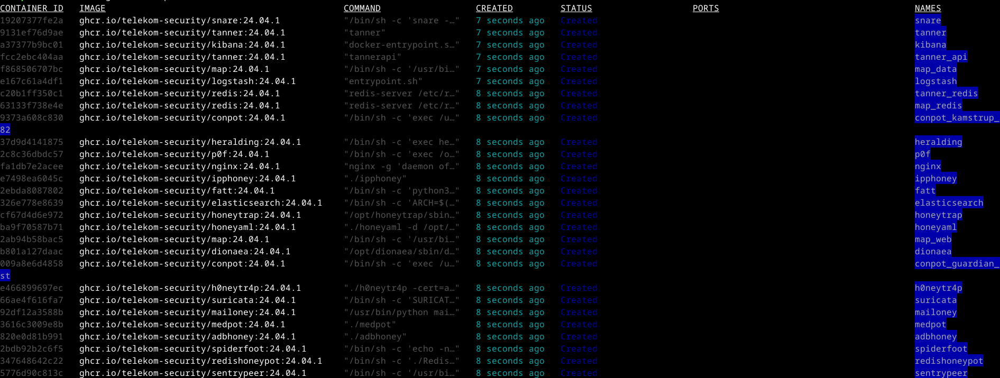 CONTAINER ID IMAGE COMMAND CREATED STATUS PORTS NAMES
19207377fe2a ghcr.io/telekom-security/snare:24.04.1 "/bin/sh -c 'snare -…" 7 seconds ago Created snare
9131ef76d9ae ghcr.io/telekom-security/tanner:24.04.1 "tanner" 7 seconds ago Created tanner
a37377b9bc01 ghcr.io/telekom-security/kibana:24.04.1 "docker-entrypoint.s…" 7 seconds ago Created kibana
fcc2ebc404aa ghcr.io/telekom-security/tanner:24.04.1 "tannerapi" 7 seconds ago Created tanner_api
f868506707bc ghcr.io/telekom-security/map:24.04.1 "/bin/sh -c '/usr/bi…" 7 seconds ago Created map_data
e167c61a4df1 ghcr.io/telekom-security/logstash:24.04.1 "entrypoint.sh" 7 seconds ago Created logstash
c20b1ff350c1 ghcr.io/telekom-security/redis:24.04.1 "redis-server /etc/r…" 8 seconds ago Created tanner_redis
63133f738e4e ghcr.io/telekom-security/redis:24.04.1 "redis-server /etc/r…" 8 seconds ago Created map_redis
9373a608c830 ghcr.io/telekom-security/conpot:24.04.1 "/bin/sh -c 'exec /u…" 8 seconds ago Created conpot_kamstrup_
82
37d9d4141875 ghcr.io/telekom-security/heralding:24.04.1 "/bin/sh -c 'exec he…" 8 seconds ago Created heralding
2c8c36dbdc57 ghcr.io/telekom-security/p0f:24.04.1 "/bin/sh -c 'exec /o…" 8 seconds ago Created p0f
fa1db7e2acee ghcr.io/telekom-security/nginx:24.04.1 "nginx -g 'daemon of…" 8 seconds ago Created nginx
e7498ea6045c ghcr.io/telekom-security/ipphoney:24.04.1 "./ipphoney" 8 seconds ago Created ipphoney
2ebda8087802 ghcr.io/telekom-security/fatt:24.04.1 "/bin/sh -c 'python3…" 8 seconds ago Created fatt
326e778e8639 ghcr.io/telekom-security/elasticsearch:24.04.1 "/bin/sh -c 'ARCH=$(…" 8 seconds ago Created elasticsearch
cf67d4d6e972 ghcr.io/telekom-security/honeytrap:24.04.1 "/opt/honeytrap/sbin…" 8 seconds ago Created honeytrap
ba9f70587b71 ghcr.io/telekom-security/honeyaml:24.04.1 "./honeyaml -d /opt/…" 8 seconds ago Created honeyaml
2ab94b58bac5 ghcr.io/telekom-security/map:24.04.1 "/bin/sh -c '/usr/bi…" 8 seconds ago Created map_web
b801a127daac ghcr.io/telekom-security/dionaea:24.04.1 "/opt/dionaea/sbin/d…" 8 seconds ago Created dionaea
009a8e6d4858 ghcr.io/telekom-security/conpot:24.04.1 "/bin/sh -c 'exec /u…" 8 seconds ago Created conpot_guardian_
st
e466899697ec ghcr.io/telekom-security/h0neytr4p:24.04.1 "./h0neytr4p -cert=a…" 8 seconds ago Created h0neytr4p
66ae4f616fa7 ghcr.io/telekom-security/suricata:24.04.1 "/bin/sh -c 'SURICAT…" 8 seconds ago Created suricata
92df12a3588b ghcr.io/telekom-security/mailoney:24.04.1 "/usr/bin/python mai…" 8 seconds ago Created mailoney
3616c3009e8b ghcr.io/telekom-security/medpot:24.04.1 "./medpot" 8 seconds ago Created medpot
820e0d81b991 ghcr.io/telekom-security/adbhoney:24.04.1 "./adbhoney" 8 seconds ago Created adbhoney
2bdb92b2c6f5 ghcr.io/telekom-security/spiderfoot:24.04.1 "/bin/sh -c 'echo -n…" 8 seconds ago Created spiderfoot
347648642c22 ghcr.io/telekom-security/redishoneypot:24.04.1 "/bin/sh -c './Redis…" 8 seconds ago Created redishoneypot
5776d90c813c ghcr.io/telekom-security/sentrypeer:24.04.1 "/bin/sh -c '/usr/bi…" 8 seconds ago Created sentrypeer